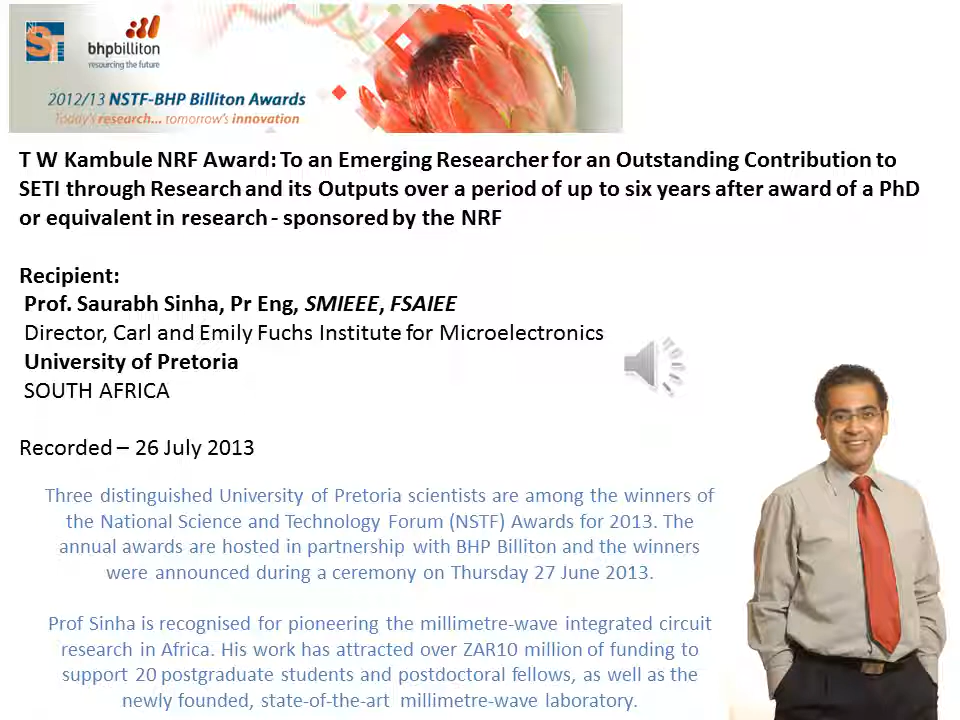 NSTF
bhpbilliton
resourcing the future
2012/13 NSTF-BHP Billiton Awards
Today's research... tomorrow's innovation
T W Kambule NRF Award: To an Emerging Researcher for an Outstanding Contribution to
SETI through Research and its Outputs over a period of up to six years after award of a PhD
or equivalent in research - sponsored by the NRF
Recipient:
Prof. Saurabh Sinha, Pr Eng, SMIEEE, FSAIEE
Director, Carl and Emily Fuchs Institute for Microelectronics
University of Pretoria
SOUTH AFRICA
Recorded – 26 July 2013
Three distinguished University of Pretoria scientists are among the winners of
the National Science and Technology Forum (NSTF) Awards for 2013. The
annual awards are hosted in partnership with BHP Billiton and the winners
were announced during a ceremony on Thursday 27 June 2013.
Prof Sinha is recognised for pioneering the millimetre-wave integrated circuit
research in Africa. His work has attracted over ZAR10 million of funding to
support 20 postgraduate students and postdoctoral fellows, as well as the
newly founded, state-of-the-art millimetre-wave laboratory.